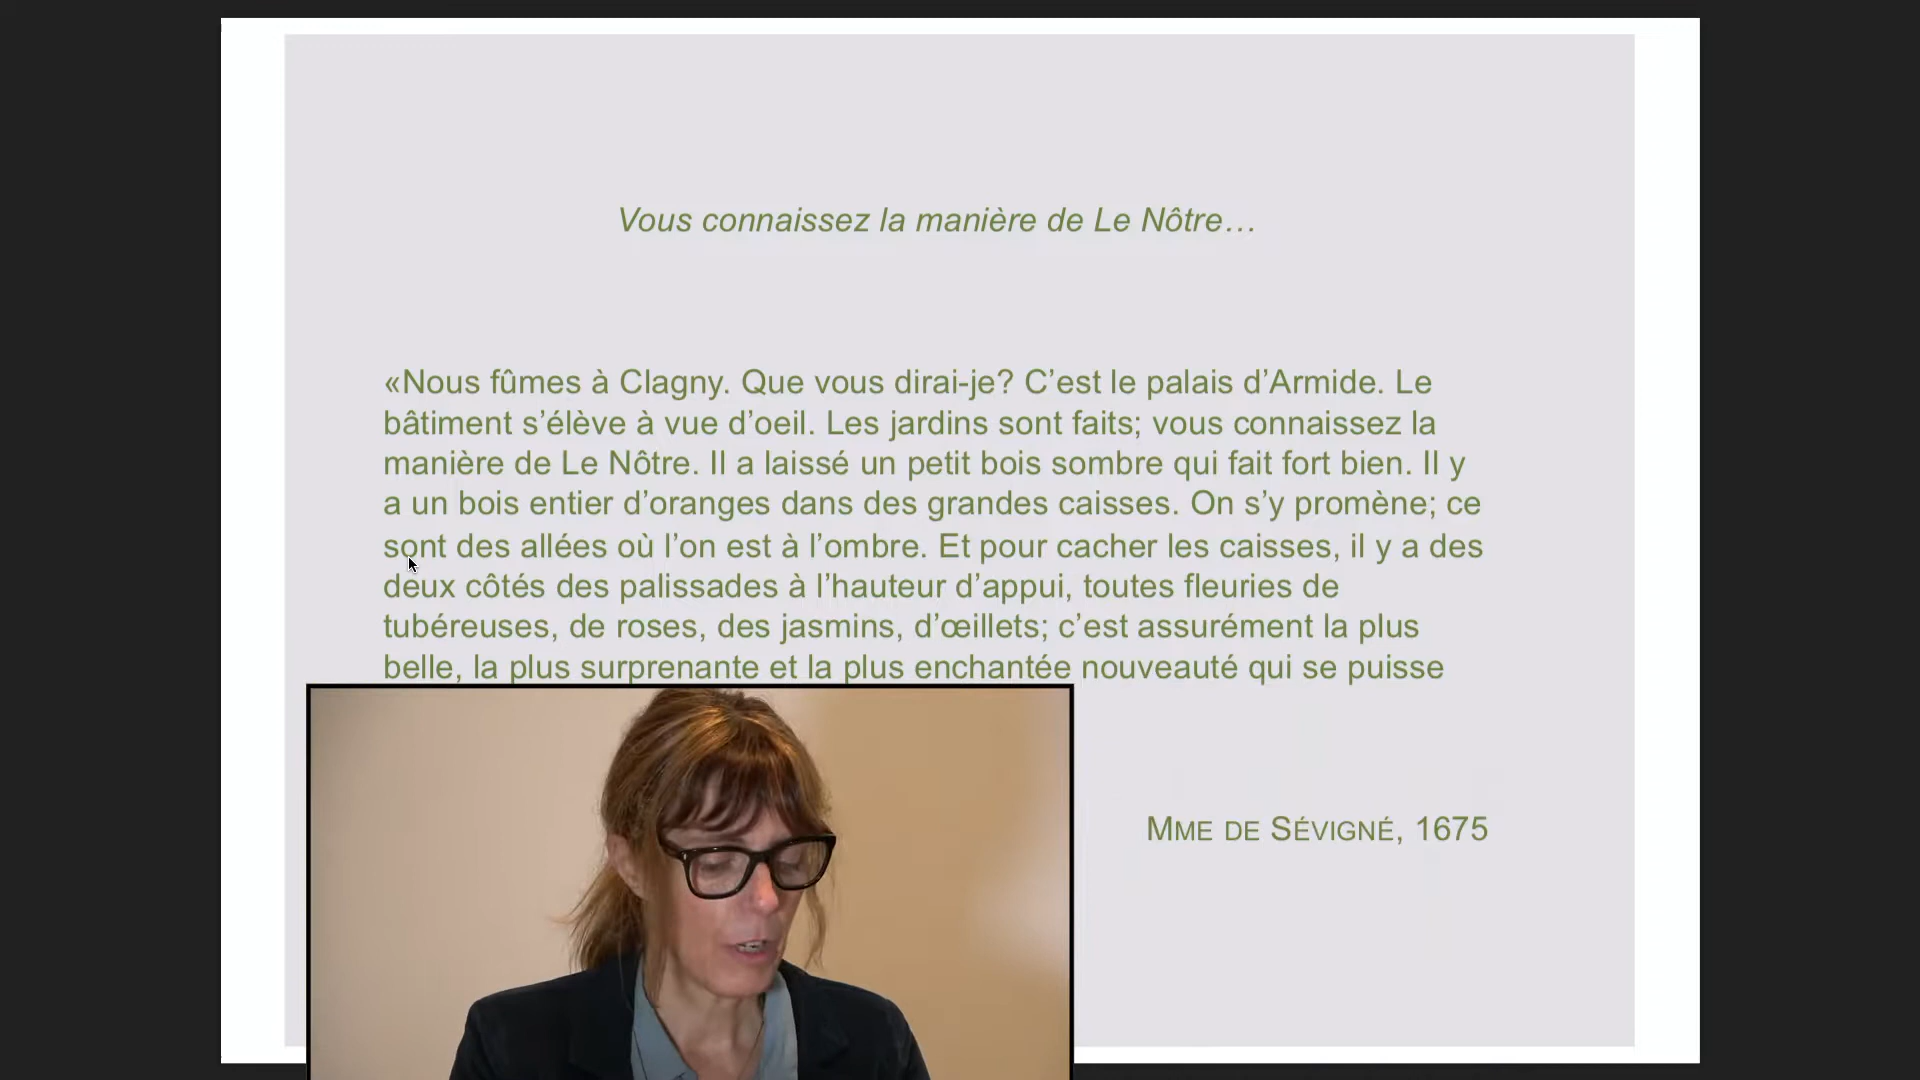 Vous connaissez la manière de Le Nôtre…
«Nous fûmes à Clagny. Que vous dirai-je? C’est le palais d’Armide. Le
bâtiment s’élève à vue d’oeil. Les jardins sont faits; vous connaissez la
manière de Le Nôtre. Il a laissé un petit bois sombre qui fait fort bien. Il y
a un bois entier d’oranges dans des grandes caisses. On s’y promène; ce
sont des allées où l’on est à l’ombre. Et pour cacher les caisses, il y a des
deux côtés des palissades à l’hauteur d’appui, toutes fleuries de
tubéreuses, de roses, des jasmins, d’œillets; c’est assurément la plus
belle, la plus surprenante et la plus enchantée nouveauté qui se puisse
MME DE SÉVIGNÉ, 1675